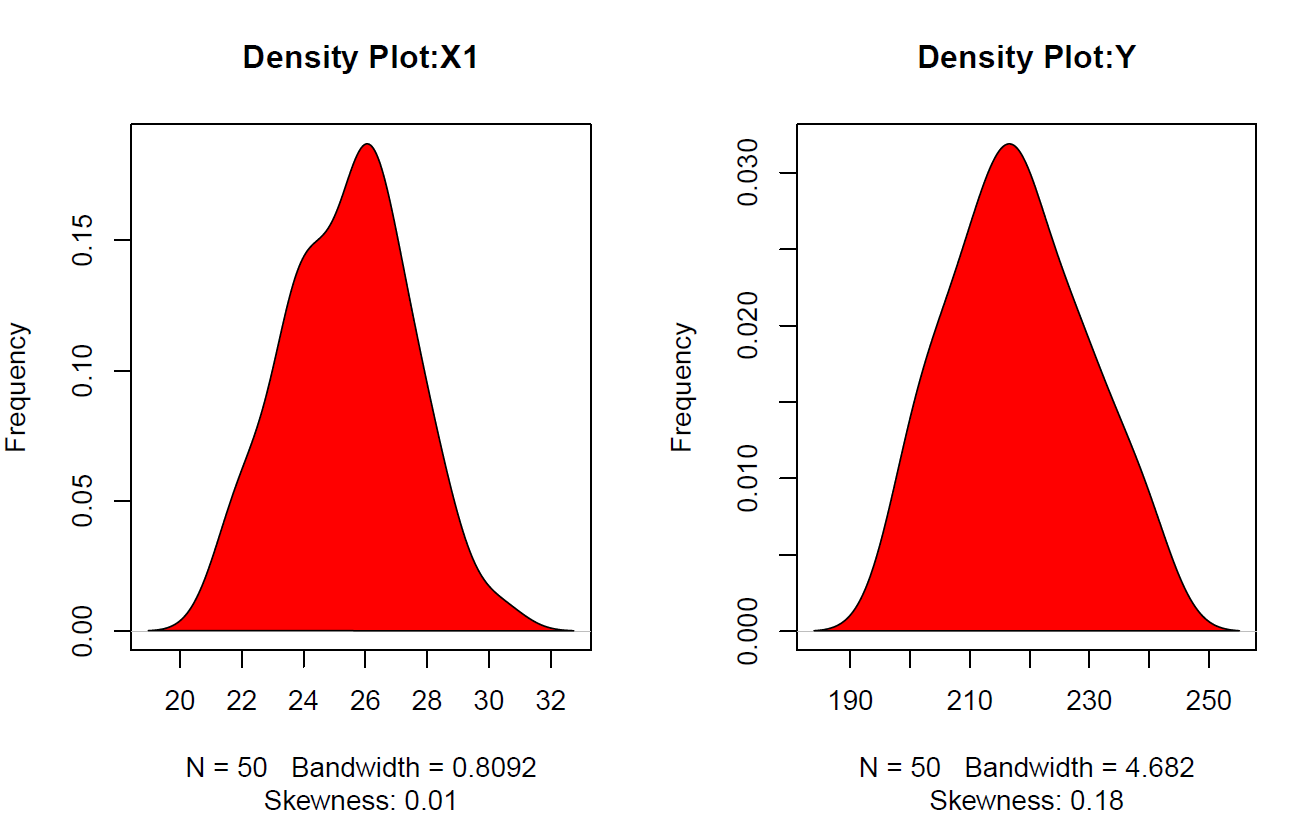 Density Plot:X1
Frequency
0.15
0.10
0.05
0.00
20 22 24 26 28 30 32
N = 50 Bandwidth = 0.8092
Skewness: 0.01
Density Plot:Y
Frequency
0.030
0.020
0.010
0.000
190 210 230 250
N = 50 Bandwidth = 4.682
Skewness: 0.18